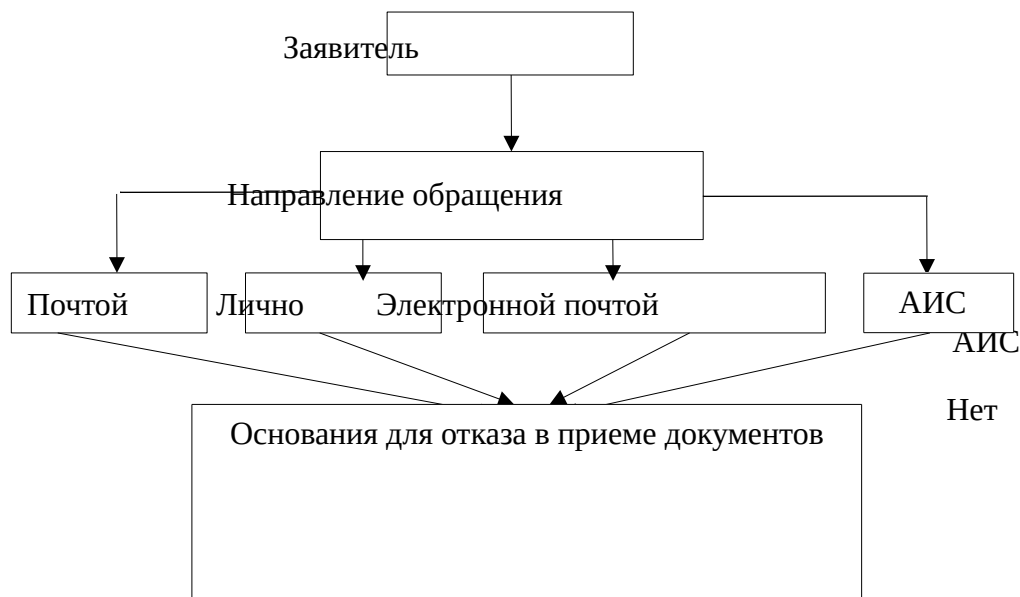 Заявитель
Направление обращения
Почтой Лично Электронной почтой АИС
АИС
Нет
Основания для отказа в приеме документов